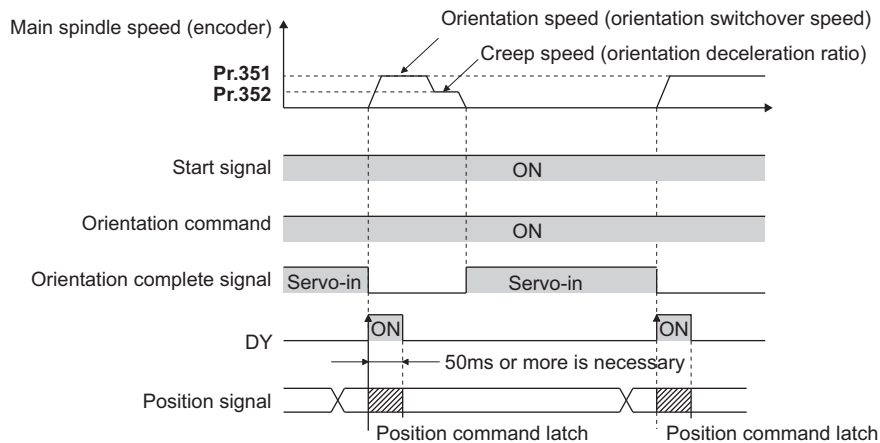 Orientation speed (orientation switchover speed)
Main spindle speed (encoder)
Creep speed (orientation deceleration ratio)
Pr.351
Pr.352
Start signal
ON
Orientation command
ON
Orientation complete signal
Servo-in
Servo-in
DY
ON
ON
50ms or more is necessary
Position signal
Position command latch
Position command latch